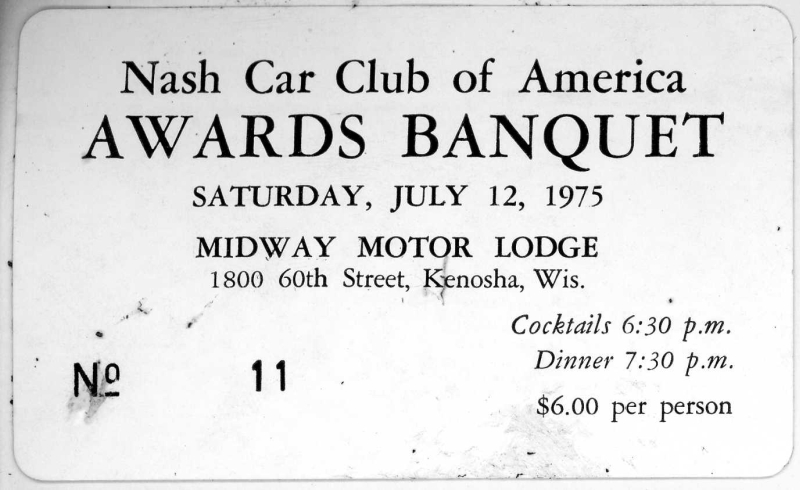 Nash Car Club of America
AWARDS BANQUET
SATURDAY, JULY 12, 1975
MIDWAY MOTOR LODGE
1800 60th Street, Kenosha, Wis.
Cocktails 6:30 p.m.
Dinner 7:30 p.m.
$6.00 per person
Nº 11